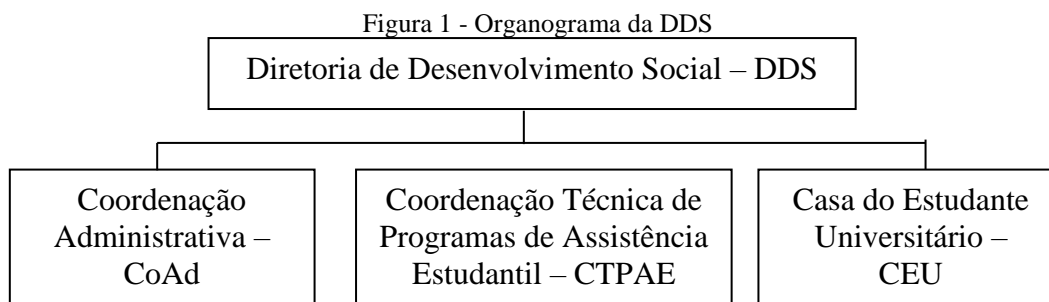 Figura 1 - Organograma da DDS
Diretoria de Desenvolvimento Social – DDS
Coordenação
Administrativa –
CoAd
Coordenação Técnica de
Programas de Assistência
Estudantil – CTPAE
Casa do Estudante
Universitário –
CEU